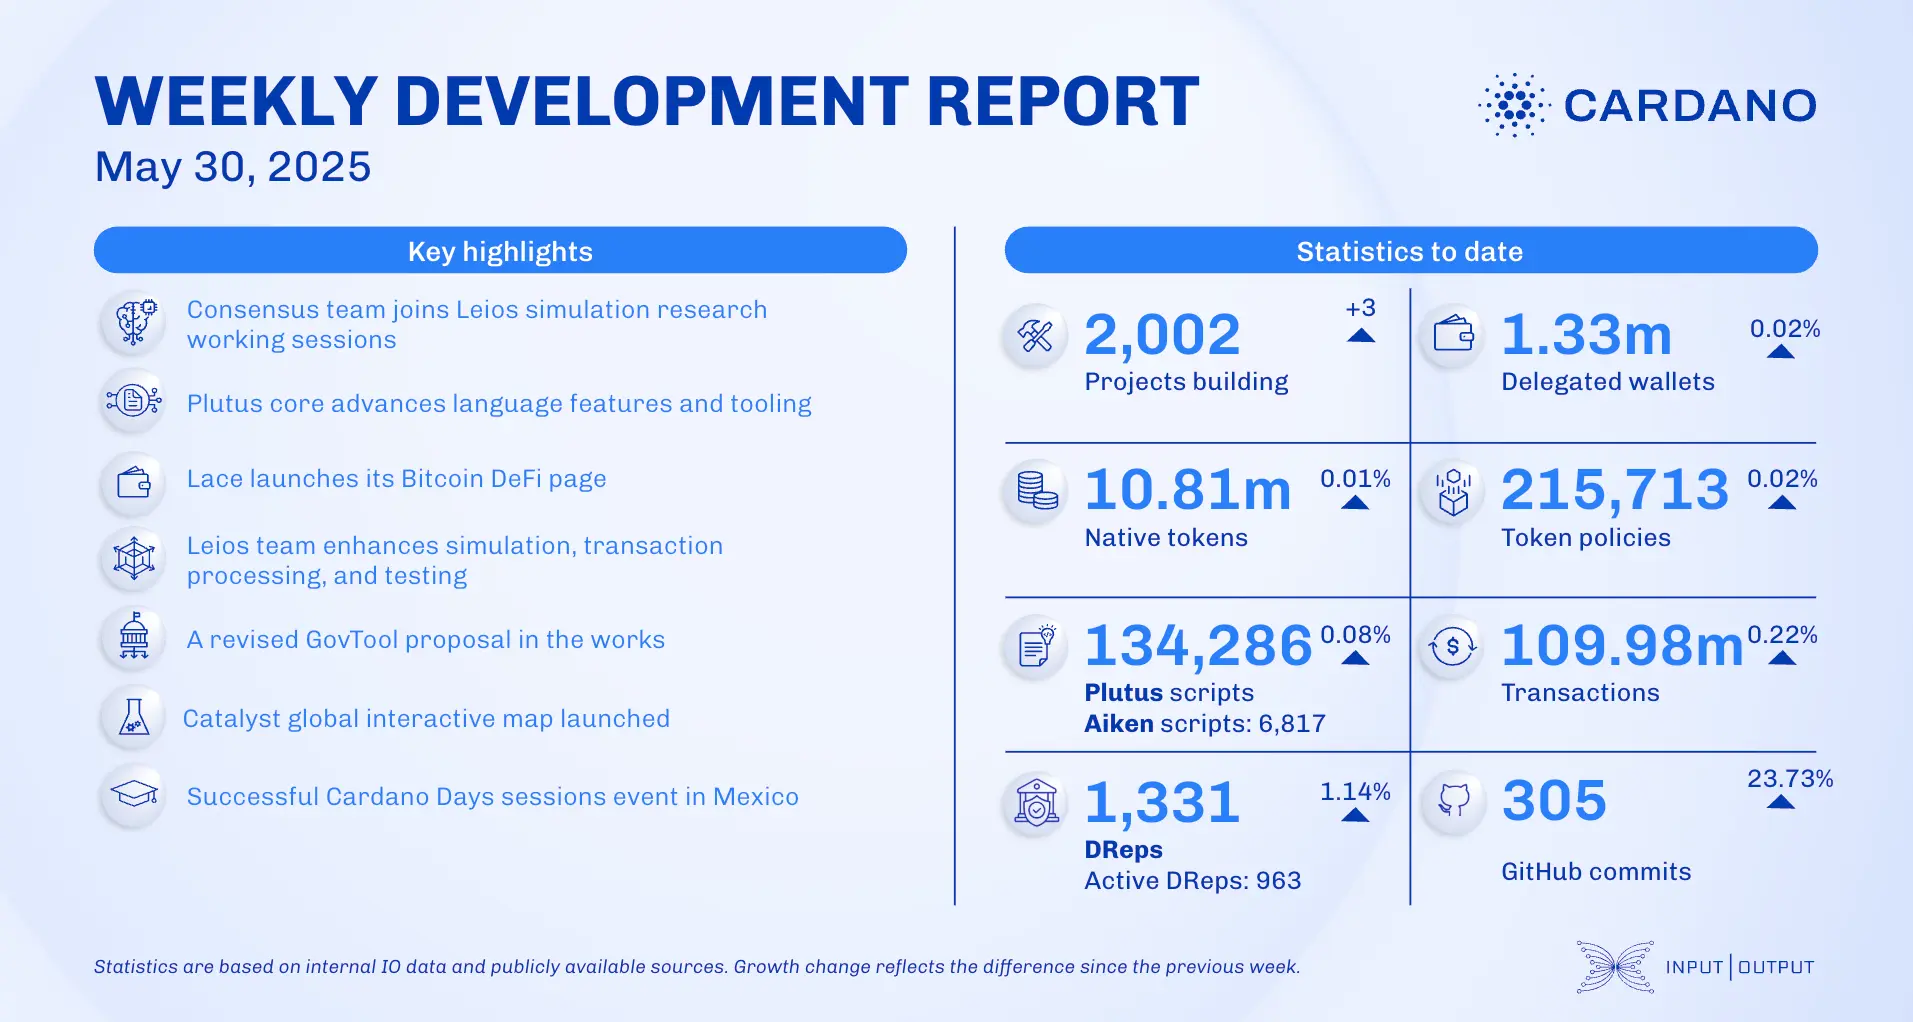 WEEKLY DEVELOPMENT REPORT
May 30, 2025
CARDANO
Key highlights
Consensus team joins Leios simulation research
working sessions
Plutus core advances language features and tooling
Lace launches its Bitcoin DeFi page
Leios team enhances simulation, transaction
processing, and testing
A revised GovTool proposal in the works
Catalyst global interactive map launched
Successful Cardano Days sessions event in Mexico
Statistics to date
2,002
+3
Projects building
1.33m
0.02%
Delegated wallets
10.81m
0.01%
Native tokens
215,713
0.02%
Token policies
134,286
0.08%
Plutus scripts
Aiken scripts: 6,817
109.98m
0.22%
$
Transactions
1,331
1.14%
DReps
Active DReps: 963
305
23.73%
GitHub commits
Statistics are based on internal IO data and publicly available sources. Growth change reflects the difference since the previous week.
INPUT | OUTPUT